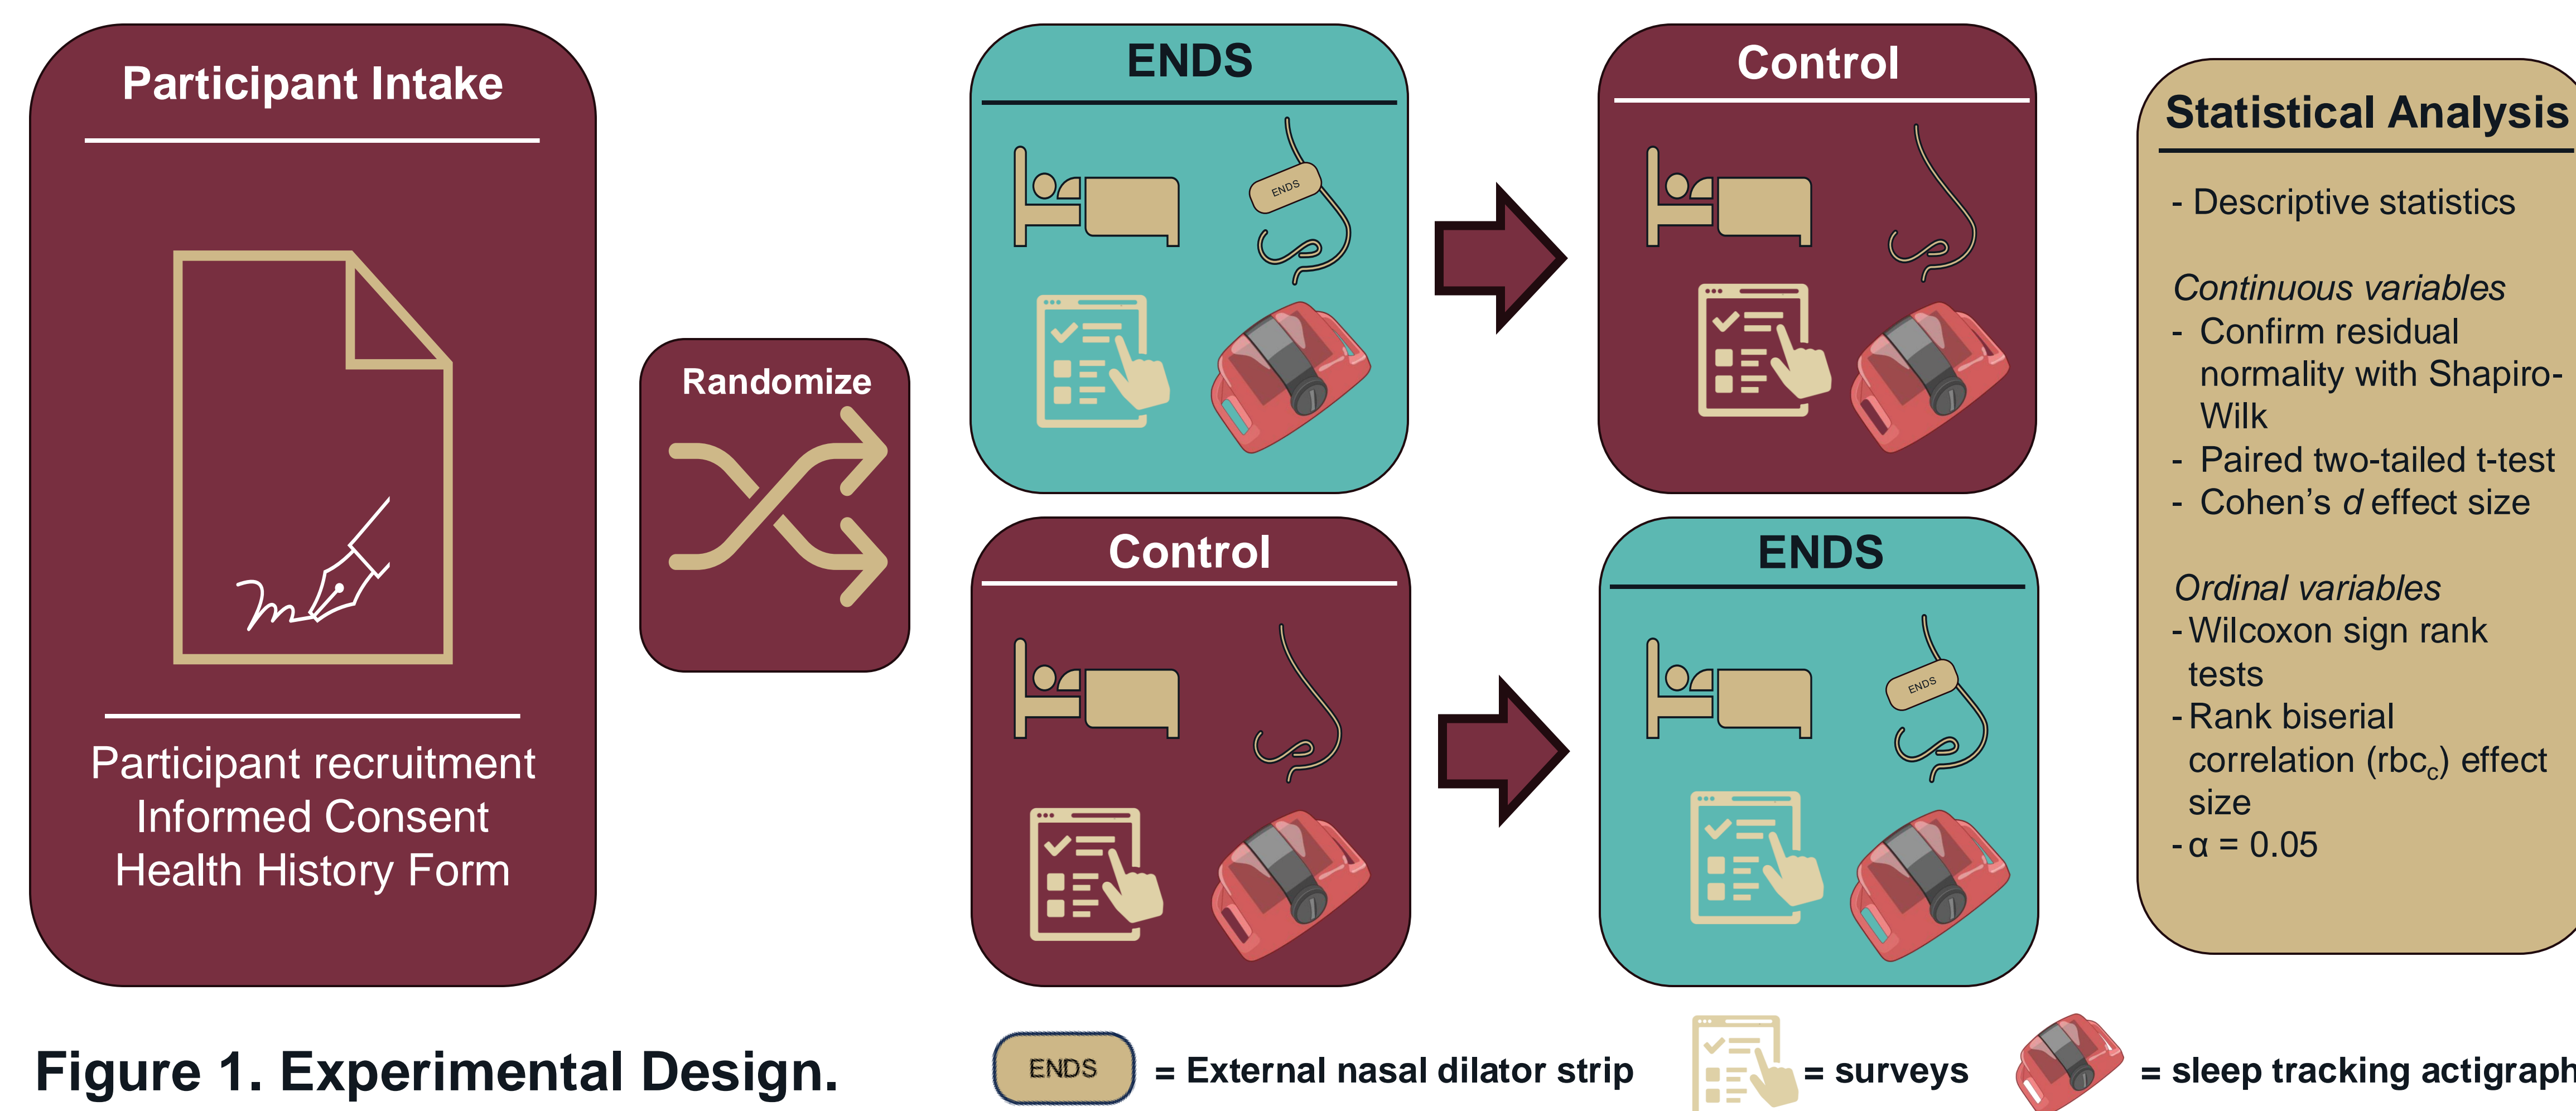 Participant Intake
Participant recruitment
Informed Consent
Health History Form
Randomize
ENDS
ENDS
Control
Control
ENDS
ENDS
Statistical Analysis
- Descriptive statistics
Continuous variables
- Confirm residual
normality with Shapiro-
Wilk
- Paired two-tailed t-test
- Cohen's d effect size
Ordinal variables
- Wilcoxon sign rank
tests
- Rank biserial
correlation (rbc_c) effect
size
- α = 0.05
Figure 1. Experimental Design.
ENDS = External nasal dilator strip = surveys = sleep tracking actigraph